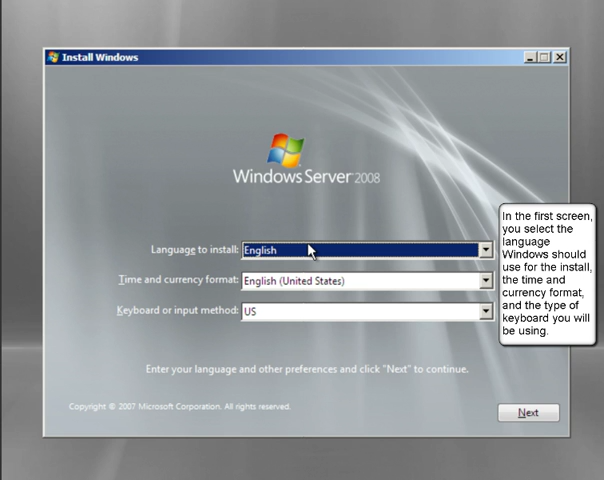 Install Windows
Windows Server 2008
Language to install: English
Time and currency format: English (United States)
Keyboard or input method: US
In the first screen,
you select the
language
Windows should
use for the install,
the time and
currency format,
and the type of
keyboard you will
be using.
Enter your language and other preferences and click "Next" to continue.
Copyright © 2007 Microsoft Corporation. All rights reserved.
Next